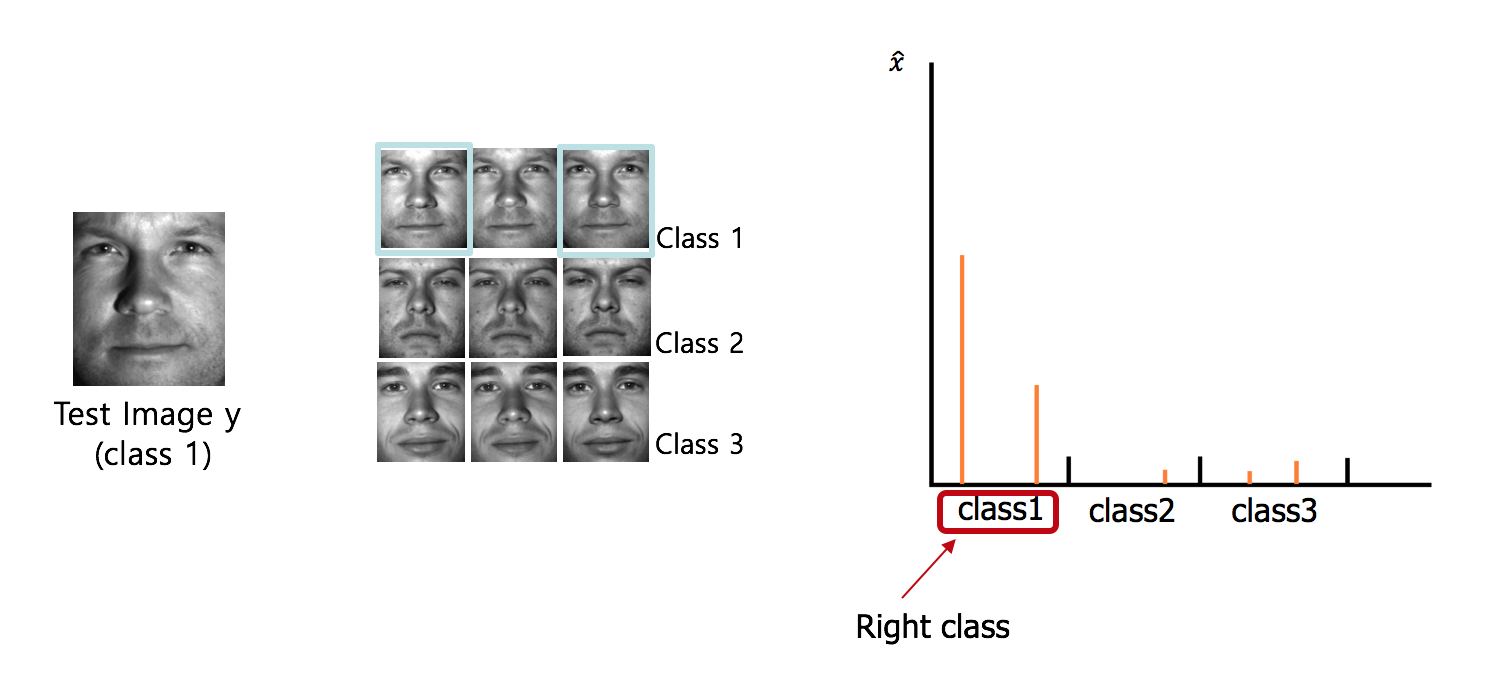 Test Image y
(class 1)
Class 1
Class 2
Class 3
x̂
class1
class2
class3
Right class